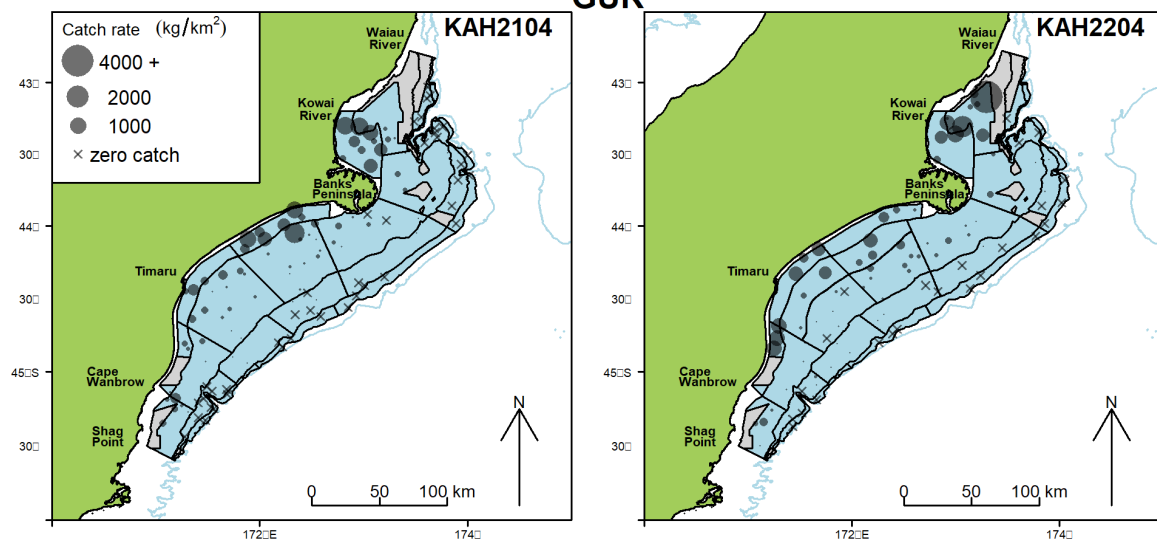 GUR
Catch rate (kg/km²)
4000 +
2000
1000
× zero catch
Waiau
River
KAH2104
Kowai
River
Banks
Peninsula
Timaru
Cape
Wanbrow
Shag
Point
N
0 50 100 km
43□
30□
44□
30□
45□S
30□
172□E
174□
Waiau
River
KAH2204
Kowai
River
Banks
Peninsula
Timaru
Cape
Wanbrow
Shag
Point
N
0 50 100 km
43□
30□
44□
30□
45□S
30□
172□E
174□